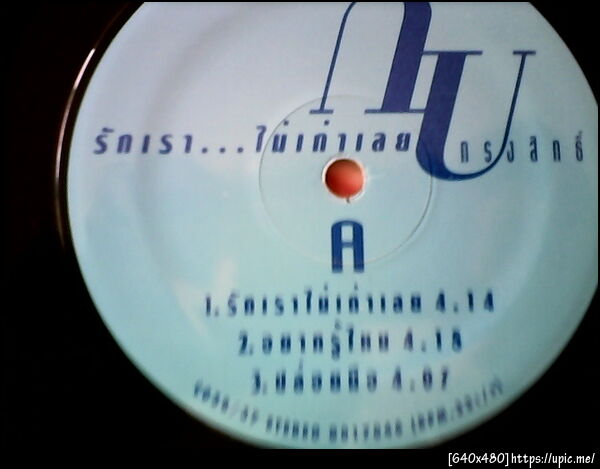 กบ
รักเรา...ไม่เก่าเลย ทรงสิทธิ์
A
1.รักเราไม่เก่าเลย 4.14
2.อยากรู้ไหม 4.18
3.ปล่อยมือ 4.07
[640x480]https://upic.me/